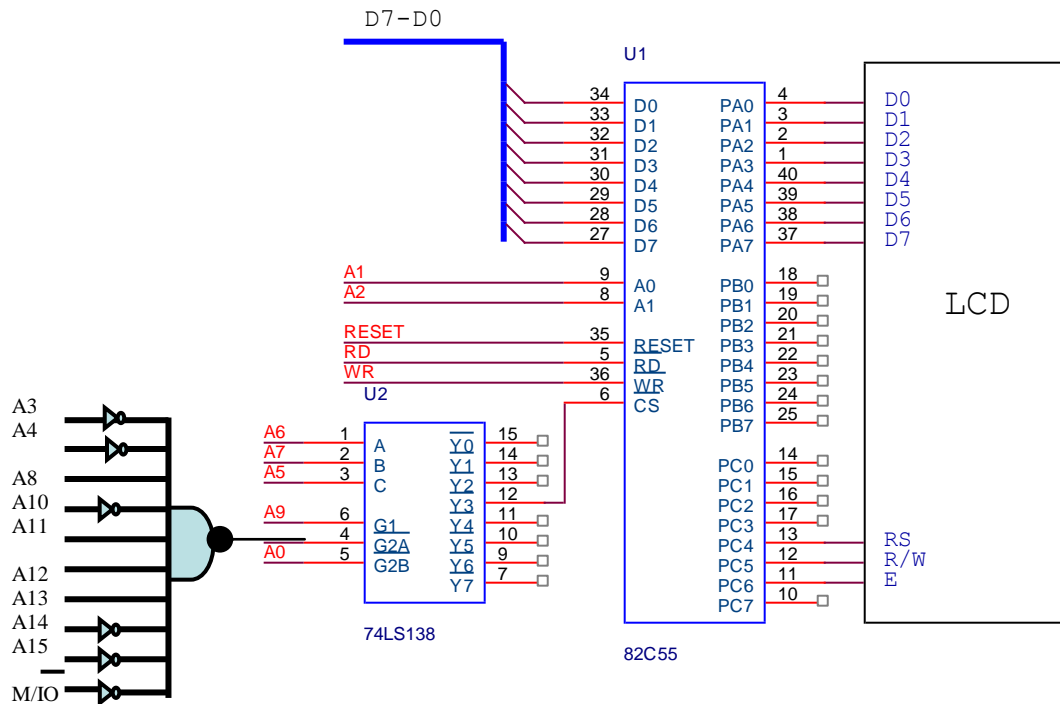 D7-D0
U1
34 D0 PA0 4 D0
33 D1 PA1 3 D1
32 D2 PA2 2 D2
31 D3 PA3 1 D3
30 D4 PA4 40 D4
29 D5 PA5 39 D5
28 D6 PA6 38 D6
27 D7 PA7 37 D7
A1 9 A0 PB0 18
A2 8 A1 PB1 19
PB2 20
RESET 35 RESET PB3 21
RD 5 RD PB4 22
WR 36 WR PB5 23
6 CS PB6 24
PB7 25
LCD
U2
A6 1 A Y0 15
A7 2 B Y1 14
A5 3 C Y2 13
Y3 12
A9 6 G1 Y4 11
4 G2A Y5 10
A0 5 G2B Y6 9
Y7 7
74LS138
PC0 14
PC1 15
PC2 16
PC3 17
PC4 13 RS
PC5 12 R/W
PC6 11 E
PC7 10
82C55
A3
A4
A8
A10
A11
A12
A13
A14
A15
M/IO